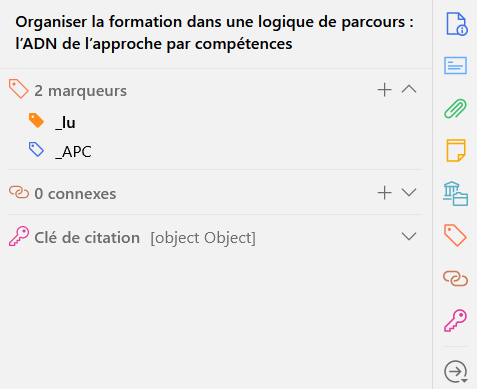 Organiser la formation dans une logique de parcours :
l’ADN de l’approche par compétences
2 marqueurs
_lu
_APC
0 connexes
Clé de citation [object Object]